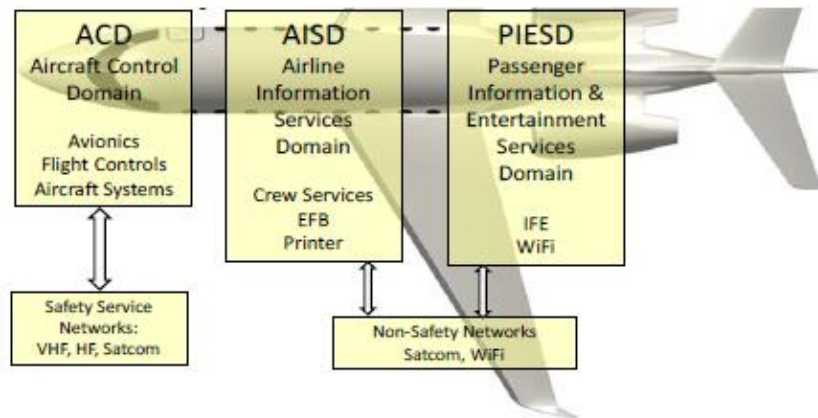 ACD
Aircraft Control
Domain
Avionics
Flight Controls
Aircraft Systems
AISD
Airline
Information
Services
Domain
Crew Services
EFB
Printer
PIESD
Passenger
Information &
Entertainment
Services
Domain
IFE
WiFi
Safety Service
Networks:
VHF, HF, Satcom
Non-Safety Networks
Satcom, WiFi